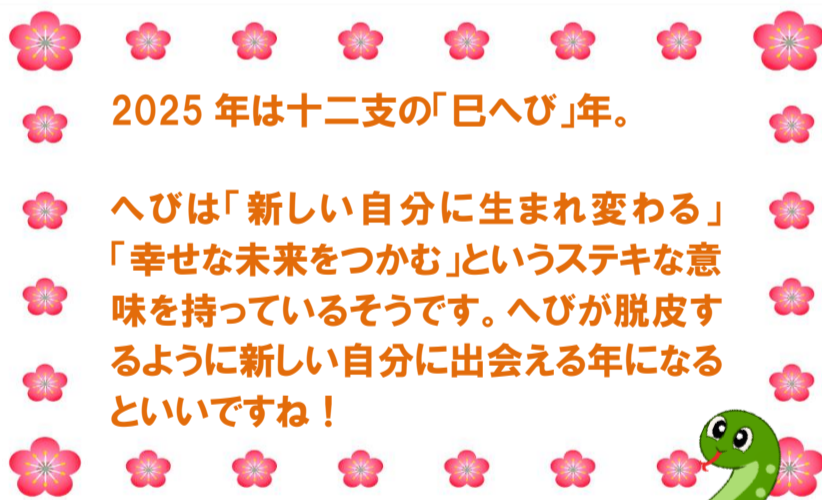 2025年は十二支の「巳へび」年。
へびは「新しい自分に生まれ変わる」
「幸せな未来をつかむ」というステキな意
味を持っているそうです。へびが脱皮す
るように新しい自分に出会える年になる
といいですね！